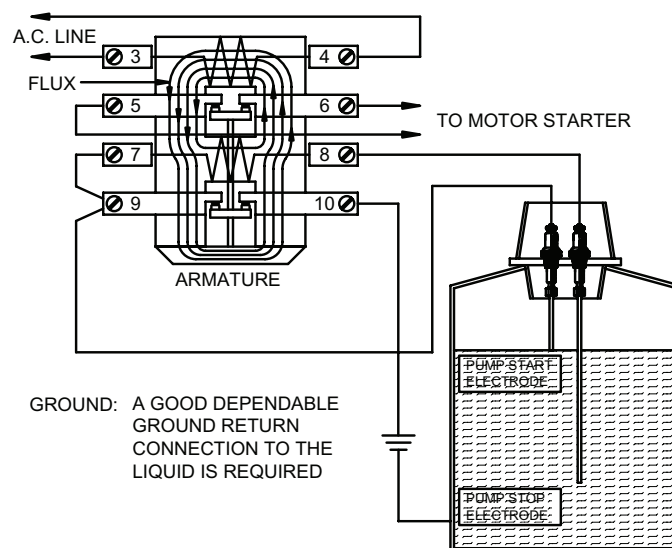 A.C. LINE
3
4
FLUX
5
6
TO MOTOR STARTER
7
8
9
10
ARMATURE
PUMP START
ELECTRODE
GROUND: A GOOD DEPENDABLE
GROUND RETURN
CONNECTION TO THE
LIQUID IS REQUIRED
PUMP STOP
ELECTRODE